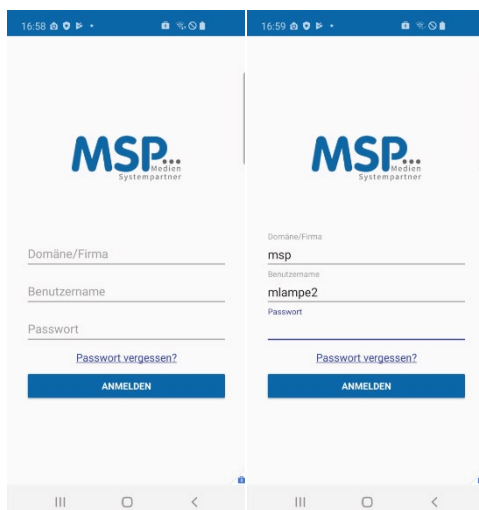 16:58
MSP...
Medien
Systempartner
Domäne/Firma
Benutzername
Passwort
Passwort vergessen?
ANMELDEN
16:59
MSP...
Medien
Systempartner
Domäne/Firma
msp
Benutzername
mlampe2
Passwort
Passwort vergessen?
ANMELDEN